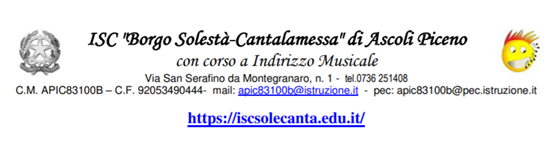 ISC "Borgo Solestà-Cantalamessa" di Ascoli Piceno
con corso a Indirizzo Musicale
Via San Serafino da Montegranaro, n. 1 - tel.0736 251408
C.M. APIC83100B – C.F. 92053490444- mail: apic83100b@istruzione.it - pec: apic83100b@pec.istruzione.it
https://iscsolecanta.edu.it/